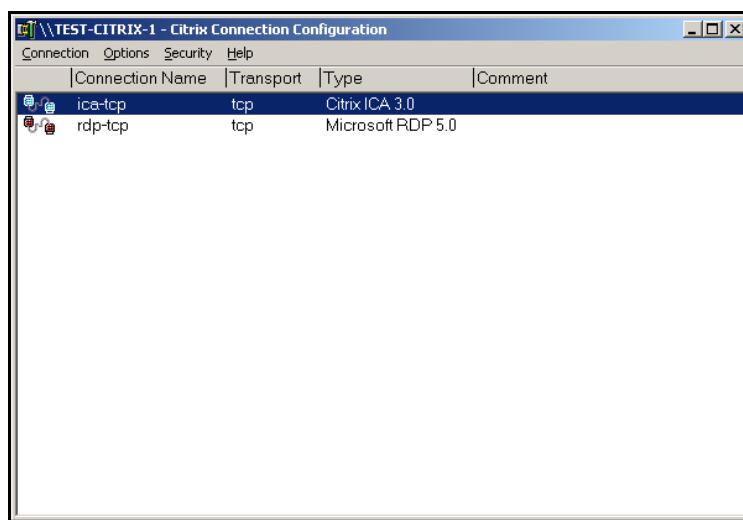 \\TEST-CITRIX-1 - Citrix Connection Configuration
Connection Options Security Help
Connection Name Transport Type Comment
ica-tcp tcp Citrix ICA 3.0
rdp-tcp tcp Microsoft RDP 5.0